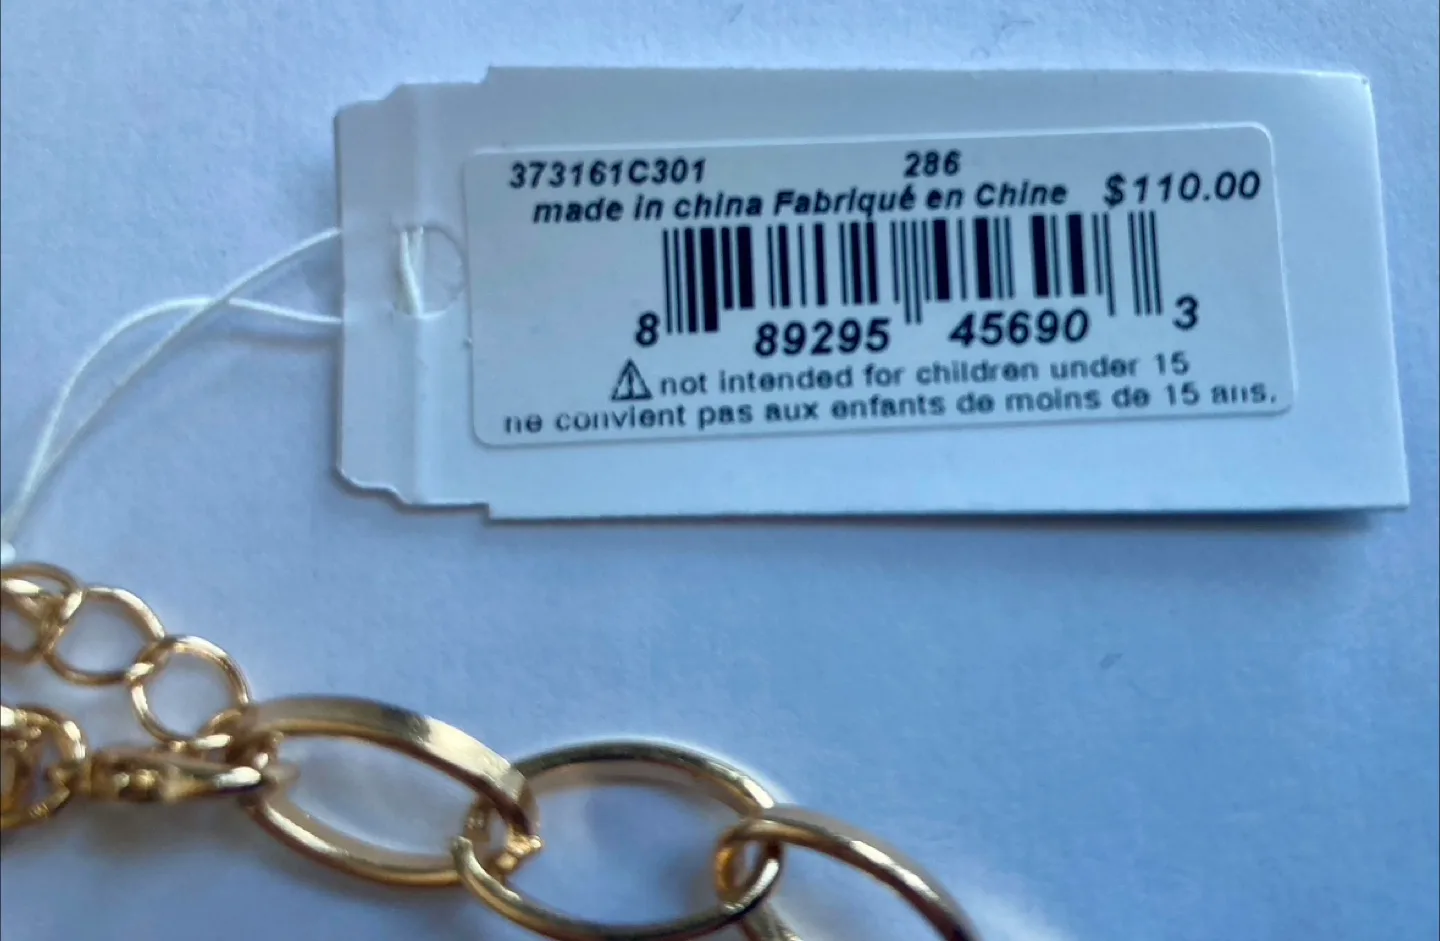 373161C301 286
made in china Fabriqué en Chine $110.00
8 89295 45690 3
not intended for children under 15
ne convient pas aux enfants de moins de 15 ans.